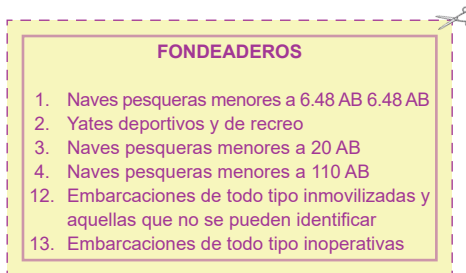 FONDEADEROS
1. Naves pesqueras menores a 6.48 AB 6.48 AB
2. Yates deportivos y de recreo
3. Naves pesqueras menores a 20 AB
4. Naves pesqueras menores a 110 AB
12. Embarcaciones de todo tipo inmovilizadas y
aquellas que no se pueden identificar
13. Embarcaciones de todo tipo inoperativas